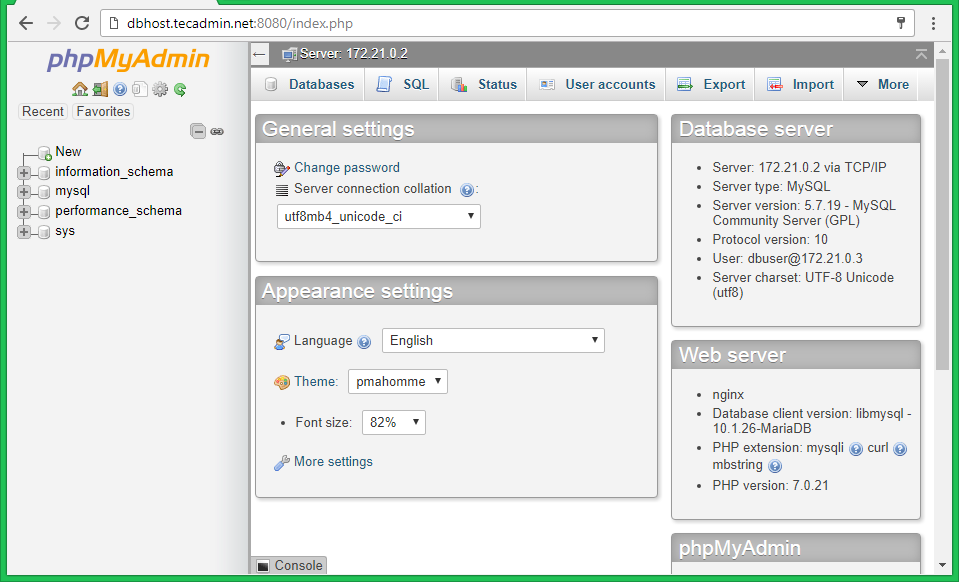 dbhost.tecadmin.net:8080/index.php
phpMyAdmin
Recent Favorites
New
information_schema
mysql
performance_schema
sys
Server: 172.21.0.2
Databases SQL Status User accounts Export Import More
General settings
Change password
Server connection collation :
utf8mb4_unicode_ci
Appearance settings
Language English
Theme: pmahomme
Font size: 82%
More settings
Database server
Server: 172.21.0.2 via TCP/IP
Server type: MySQL
Server version: 5.7.19 - MySQL
Community Server (GPL)
Protocol version: 10
User: dbuser@172.21.0.3
Server charset: UTF-8 Unicode
(utf8)
Web server
nginx
Database client version: libmysql -
10.1.26-MariaDB
PHP extension: mysqli curl
mbstring
PHP version: 7.0.21
phpMyAdmin
Console